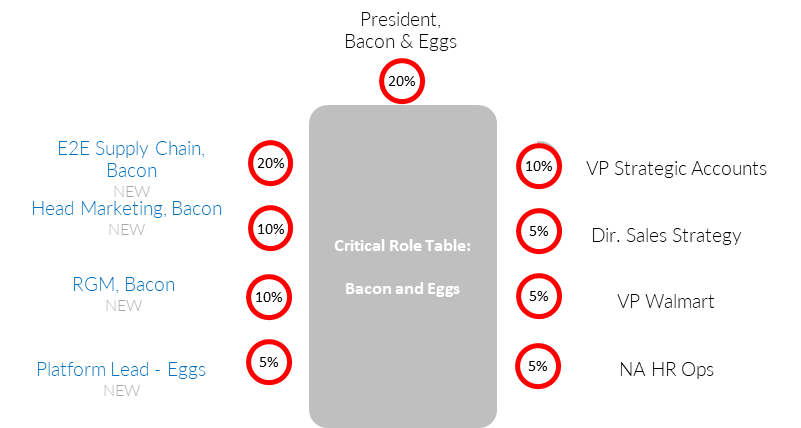 President,
Bacon & Eggs
20%
E2E Supply Chain,
Bacon
NEW
20%
Head Marketing, Bacon
NEW
10%
RGM, Bacon
NEW
10%
Platform Lead - Eggs
NEW
5%
Critical Role Table:
Bacon and Eggs
10%
VP Strategic Accounts
5%
Dir. Sales Strategy
5%
VP Walmart
5%
NA HR Ops